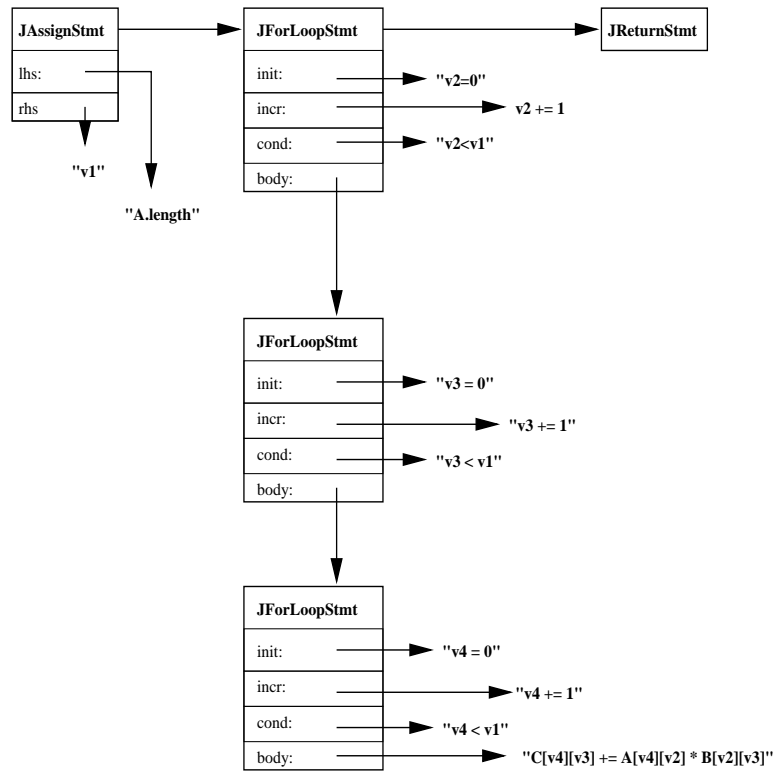 JAssignStmt
lhs:
rhs
"v1"
"A.length"
JForLoopStmt
init:
"v2=0"
incr:
v2 += 1
cond:
"v2<v1"
body:
JReturnStmt
JForLoopStmt
init:
"v3 = 0"
incr:
"v3 += 1"
cond:
"v3 < v1"
body:
JForLoopStmt
init:
"v4 = 0"
incr:
"v4 += 1"
cond:
"v4 < v1"
body:
"C[v4][v3] += A[v4][v2] * B[v2][v3]"